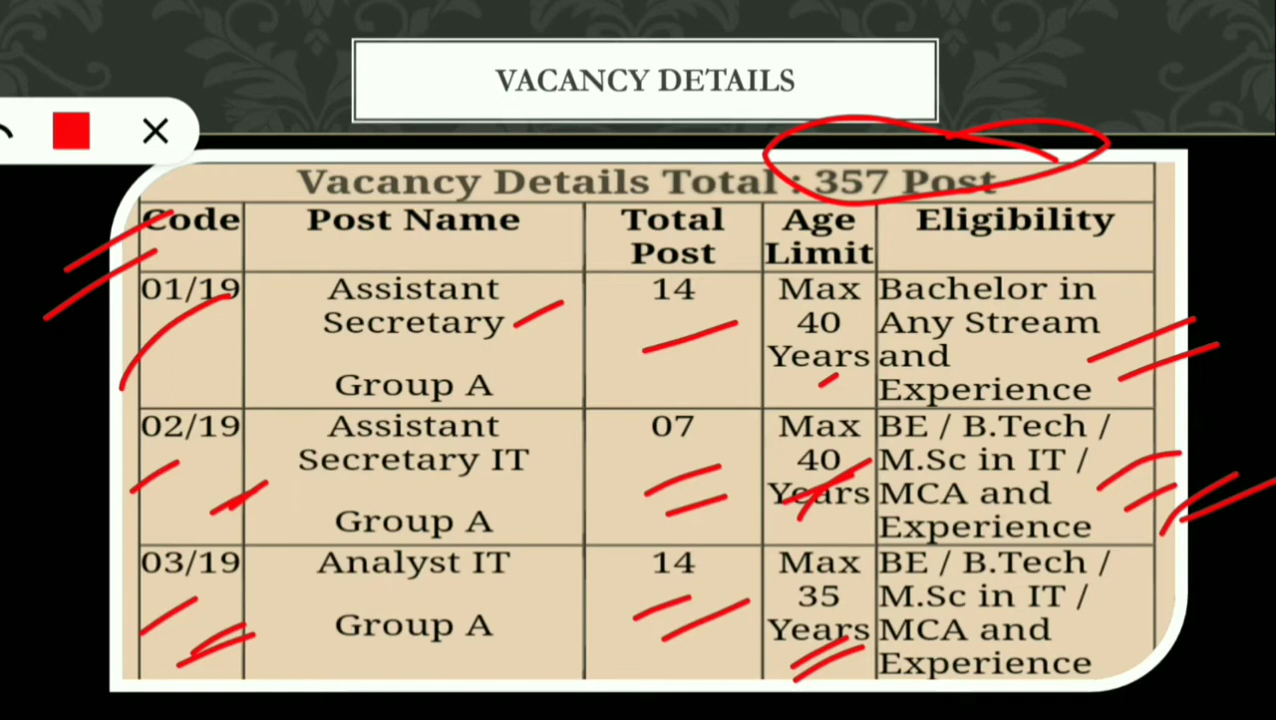 VACANCY DETAILS
Vacancy Details Total : 357 Post
Code Post Name Total Post Age Limit Eligibility
01/19 Assistant Secretary Group A 14 Max 40 Years Bachelor in Any Stream and Experience
02/19 Assistant Secretary IT Group A 07 Max 40 Years BE / B.Tech / M.Sc in IT / MCA and Experience
03/19 Analyst IT Group A 14 Max 35 Years BE / B.Tech / M.Sc in IT / MCA and Experience